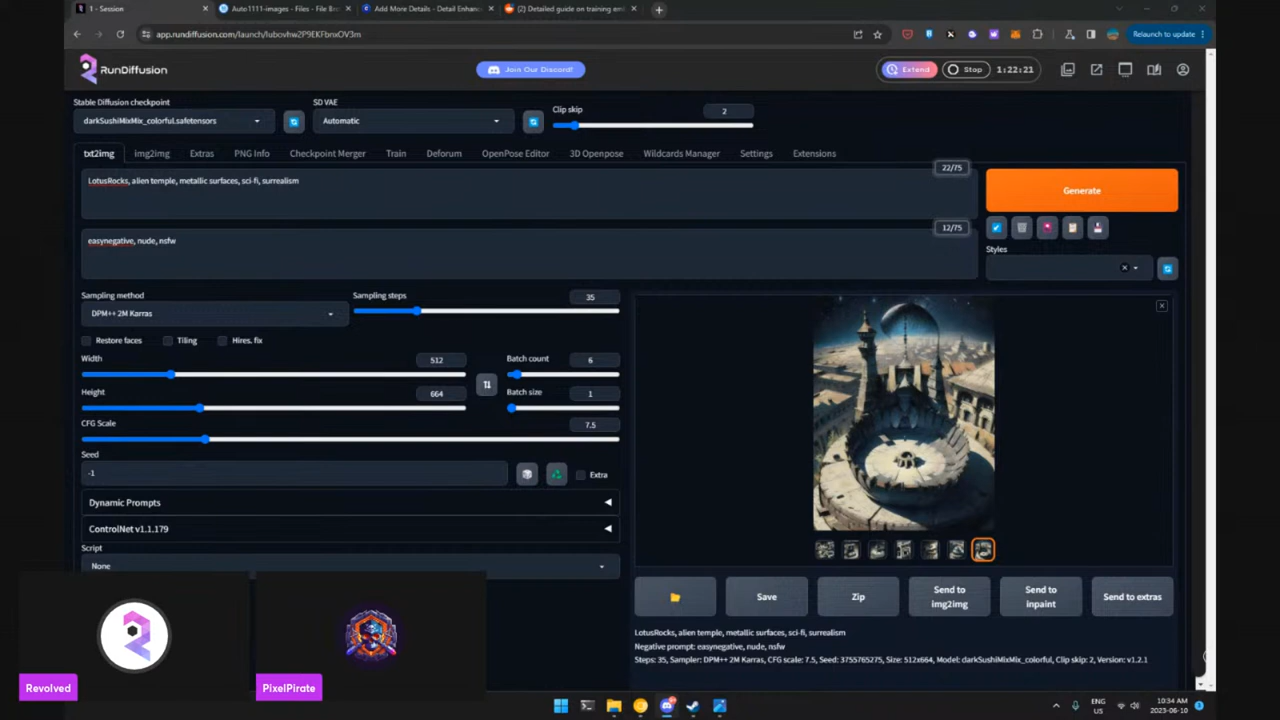 1 - Session
Auto1111-images - Files - File Br
Add More Details - Detail Enhanc
(2) Detailed guide on training em
app.rundiffusion.com/launch/lubovhw2P9EKFbnxOV3m
Relaunch to update
RunDiffusion
Join Our Discord!
Extend
Stop
1:22:21
Stable Diffusion checkpoint
SD VAE
Clip skip
2
darkSushiMixMix_colorful.safetensors
Automatic
txt2img
img2img
Extras
PNG Info
Checkpoint Merger
Train
Deforum
OpenPose Editor
3D Openpose
Wildcards Manager
Settings
Extensions
22/75
LotusRocks, alien temple, metallic surfaces, sci-fi, surrealism
Generate
12/75
easynegative, nude, nsfw
Styles
Sampling method
Sampling steps
35
DPM++ 2M Karras
Restore faces
Tiling
Hires. fix
Width
512
Batch count
6
Height
664
Batch size
1
CFG Scale
7.5
Seed
-1
Extra
Dynamic Prompts
ControlNet v1.1.179
Script
None
Save
Zip
Send to
img2img
Send to
inpaint
Send to extras
LotusRocks, alien temple, metallic surfaces, sci-fi, surrealism
Negative prompt: easynegative, nude, nsfw
Steps: 35, Sampler: DPM++ 2M Karras, CFG scale: 7.5, Seed: 3755765275, Size: 512x664, Model: darkSushiMixMix_colorful, Clip skip: 2, Version: v1.2.1
Revolved
PixelPirate
ENG
US
10:34 AM
2023-06-10